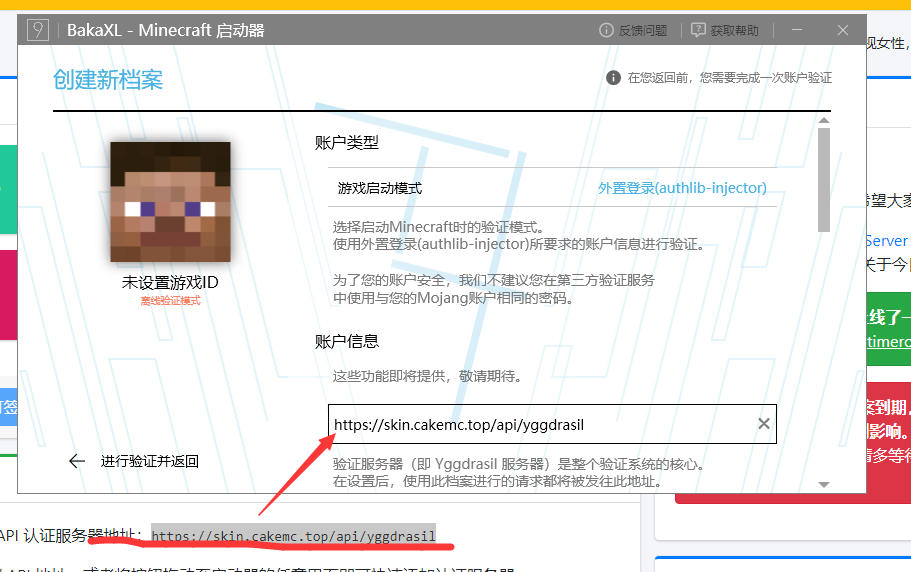 9 BakaXL - Minecraft 启动器
反馈问题 获取帮助
创建新档案
在您返回前，您需要完成一次账户验证
账户类型
游戏启动模式 外置登录(authlib-injector)
选择启动Minecraft时的验证模式。
使用外置登录(authlib-injector)所要求的账户信息进行验证。
为了您的账户安全，我们不建议您在第三方验证服务
中使用与您的Mojang账户相同的密码。
未设置游戏ID
离线验证模式
账户信息
这些功能即将提供，敬请期待。
https://skin.cakemc.top/api/yggdrasil
验证服务器（即 Yggdrasil 服务器）是整个验证系统的核心。
在设置后，使用此档案进行的请求都将被发往此地址。
进行验证并返回
API 认证服务器地址：https://skin.cakemc.top/api/yggdrasil
见女性，
望大家
Server
关于今
线了一
timero
到期，
影响。
请多等待
签